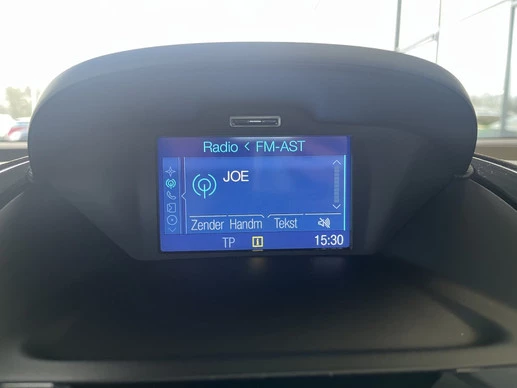 Radio < FM-AST
JOE
Zender Handm Tekst
TP i 15:30